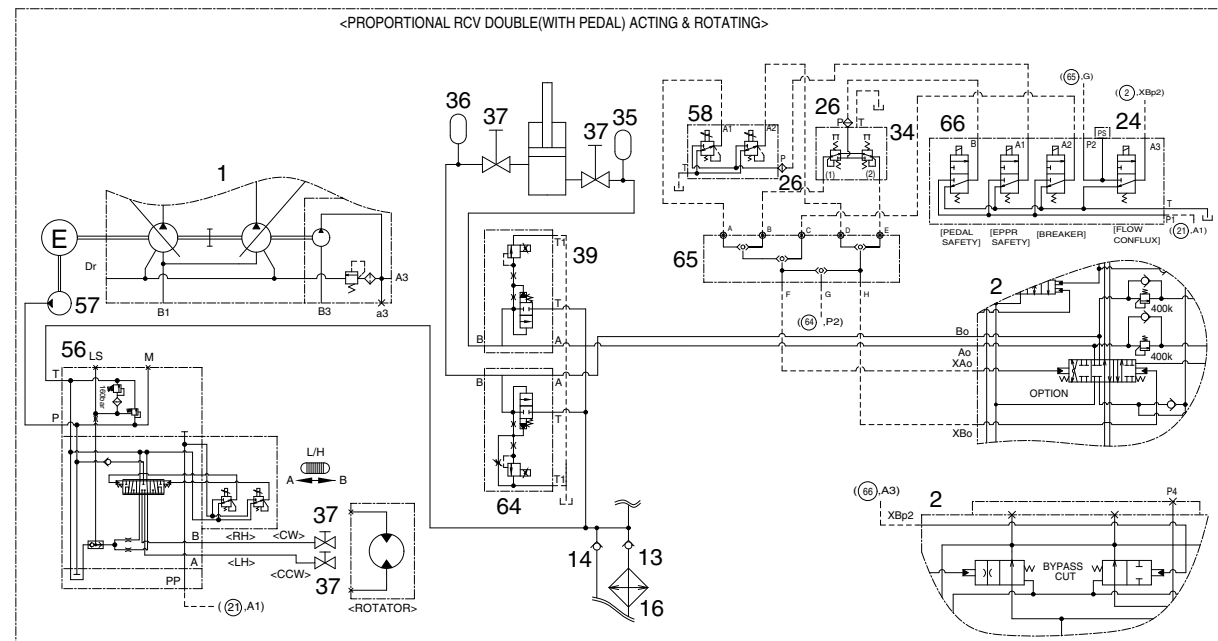 <PROPORTIONAL RCV DOUBLE(WITH PEDAL) ACTING & ROTATING>
1
E
57
Dr
B1
B3
a3
A3
36
37
37
35
58
A1
A2
T
P
26
26
P
T
34
(1)
(2)
(65,G)
(2,XBp2)
66
24
B
A1
A2
P2
PS
A3
T
P1
(21,A1)
[PEDAL SAFETY]
[EPPR SAFETY]
[BREAKER]
[FLOW CONFLUX]
39
T1
T
B
A
65
A
B
C
D
E
F
G
H
(64,P2)
2
400k
400k
Bo
Ao
XAo
OPTION
XBo
64
B
A
T
T1
56
LS
M
T
P
160bar
L/H
A
B
B
<RH>
<CW>
A
<LH>
<CCW>
37
37
PP
(21,A1)
<ROTATOR>
14
13
16
(66,A3)
XBp2
2
P4
BYPASS CUT